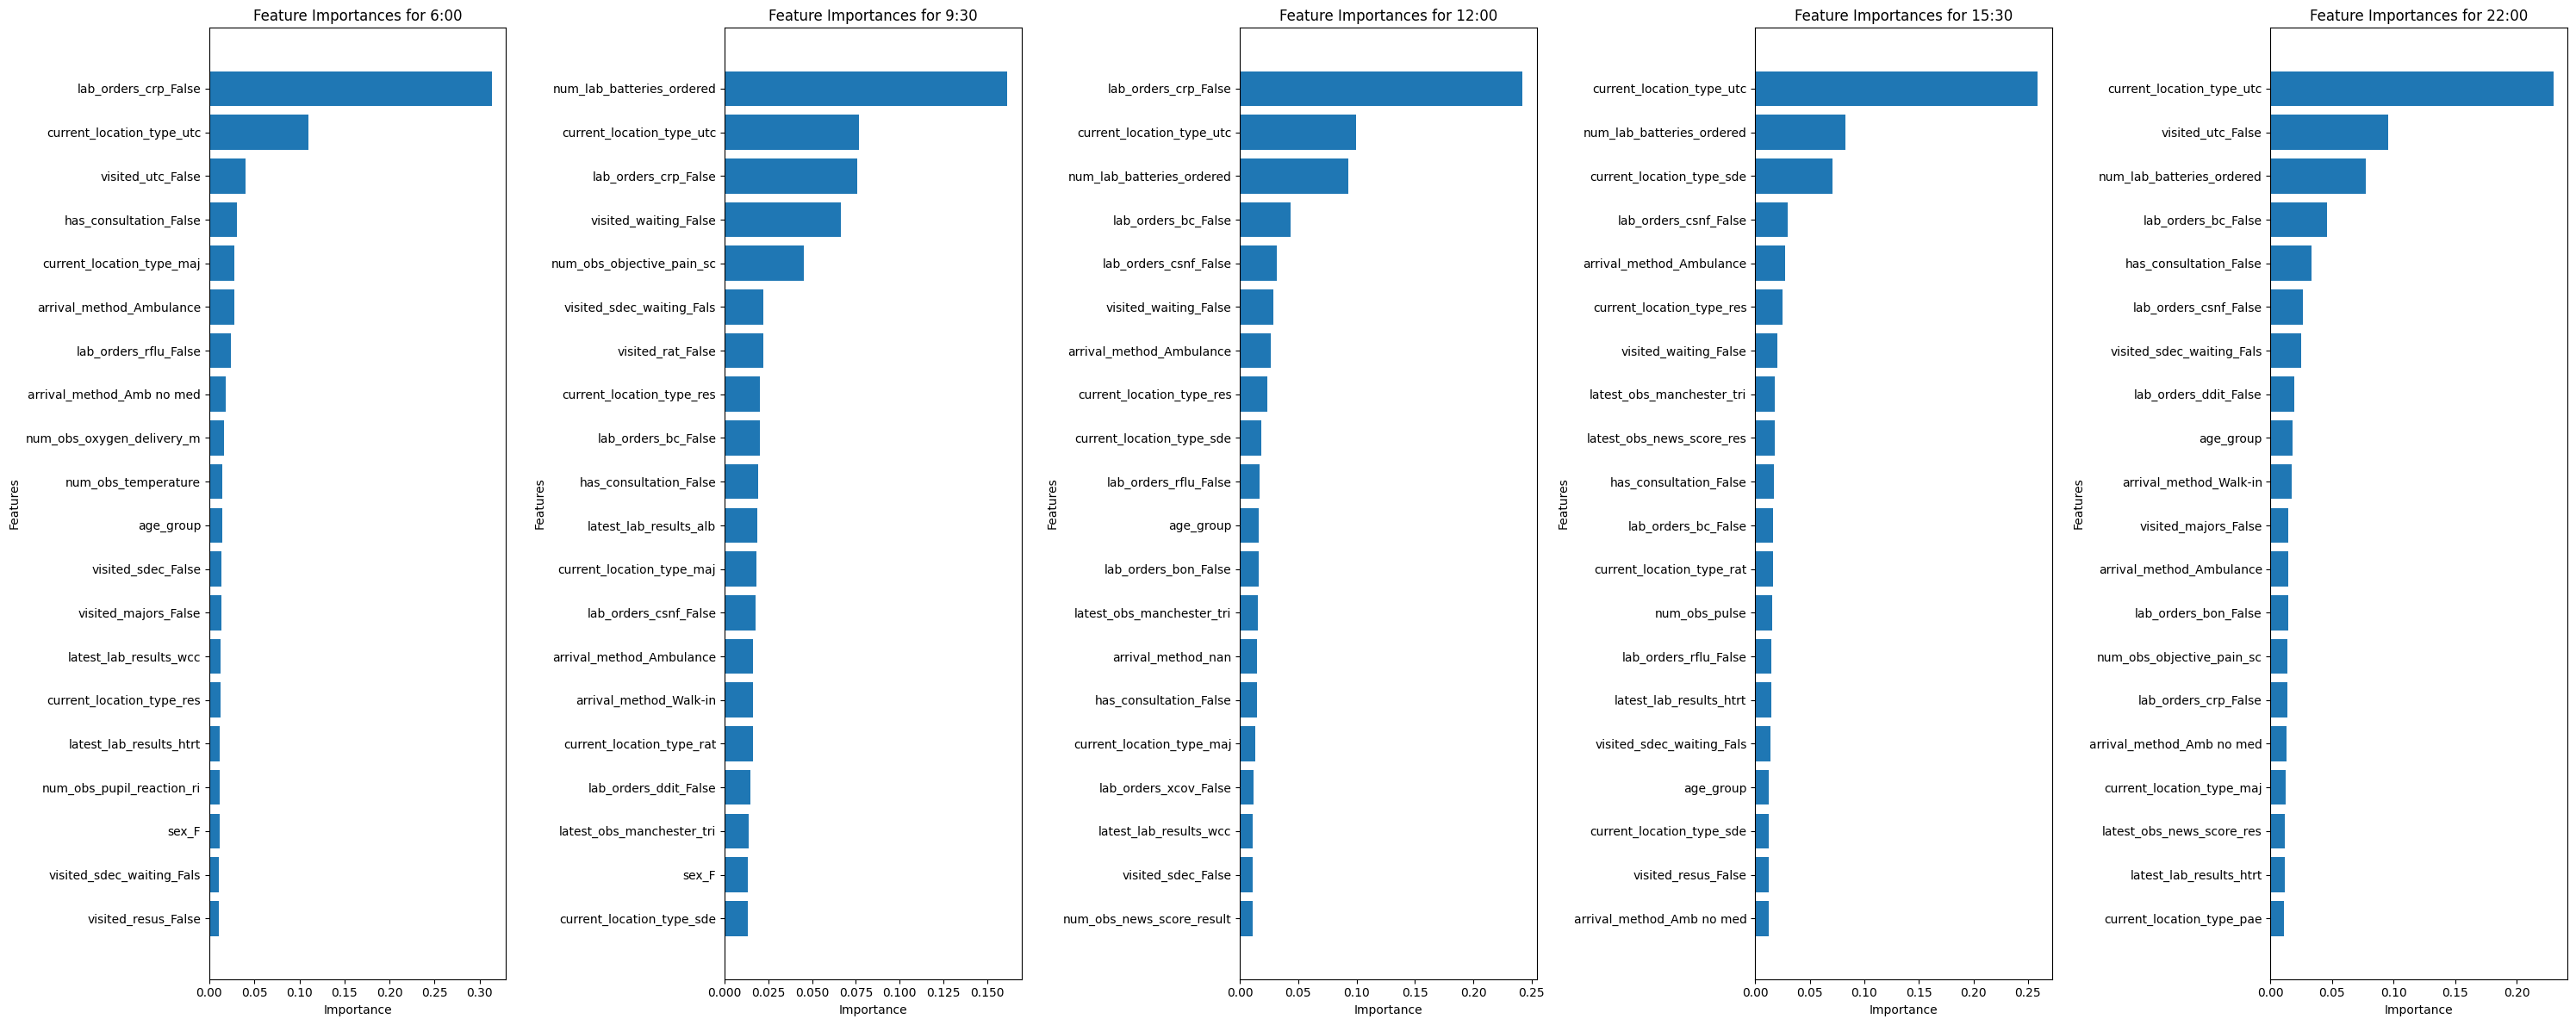 Feature Importances for 6:00
Features
lab_orders_crp_False
current_location_type_utc
visited_utc_False
has_consultation_False
current_location_type_maj
arrival_method_Ambulance
lab_orders_rflu_False
arrival_method_Amb no med
num_obs_oxygen_delivery_m
num_obs_temperature
age_group
visited_sdec_False
visited_majors_False
latest_lab_results_wcc
current_location_type_res
latest_lab_results_htrt
num_obs_pupil_reaction_ri
sex_F
visited_sdec_waiting_Fals
visited_resus_False
0.00 0.05 0.10 0.15 0.20 0.25 0.30
Importance
Feature Importances for 9:30
Features
num_lab_batteries_ordered
current_location_type_utc
lab_orders_crp_False
visited_waiting_False
num_obs_objective_pain_sc
visited_sdec_waiting_Fals
visited_rat_False
current_location_type_res
lab_orders_bc_False
has_consultation_False
latest_lab_results_alb
current_location_type_maj
lab_orders_csnf_False
arrival_method_Ambulance
arrival_method_Walk-in
current_location_type_rat
lab_orders_ddit_False
latest_obs_manchester_tri
sex_F
current_location_type_sde
0.000 0.025 0.050 0.075 0.100 0.125 0.150
Importance
Feature Importances for 12:00
Features
lab_orders_crp_False
current_location_type_utc
num_lab_batteries_ordered
lab_orders_bc_False
lab_orders_csnf_False
visited_waiting_False
arrival_method_Ambulance
current_location_type_res
current_location_type_sde
lab_orders_rflu_False
age_group
lab_orders_bon_False
latest_obs_manchester_tri
arrival_method_nan
has_consultation_False
current_location_type_maj
lab_orders_xcov_False
latest_lab_results_wcc
visited_sdec_False
num_obs_news_score_result
0.00 0.05 0.10 0.15 0.20 0.25
Importance
Feature Importances for 15:30
Features
current_location_type_utc
num_lab_batteries_ordered
current_location_type_sde
lab_orders_csnf_False
arrival_method_Ambulance
current_location_type_res
visited_waiting_False
latest_obs_manchester_tri
latest_obs_news_score_res
has_consultation_False
lab_orders_bc_False
current_location_type_rat
num_obs_pulse
lab_orders_rflu_False
latest_lab_results_htrt
visited_sdec_waiting_Fals
age_group
current_location_type_sde
visited_resus_False
arrival_method_Amb no med
0.00 0.05 0.10 0.15 0.20 0.25
Importance
Feature Importances for 22:00
Features
current_location_type_utc
visited_utc_False
num_lab_batteries_ordered
lab_orders_bc_False
has_consultation_False
lab_orders_csnf_False
visited_sdec_waiting_Fals
lab_orders_ddit_False
age_group
arrival_method_Walk-in
visited_majors_False
arrival_method_Ambulance
lab_orders_bon_False
num_obs_objective_pain_sc
lab_orders_crp_False
arrival_method_Amb no med
current_location_type_maj
latest_obs_news_score_res
latest_lab_results_htrt
current_location_type_pae
0.00 0.05 0.10 0.15 0.20
Importance